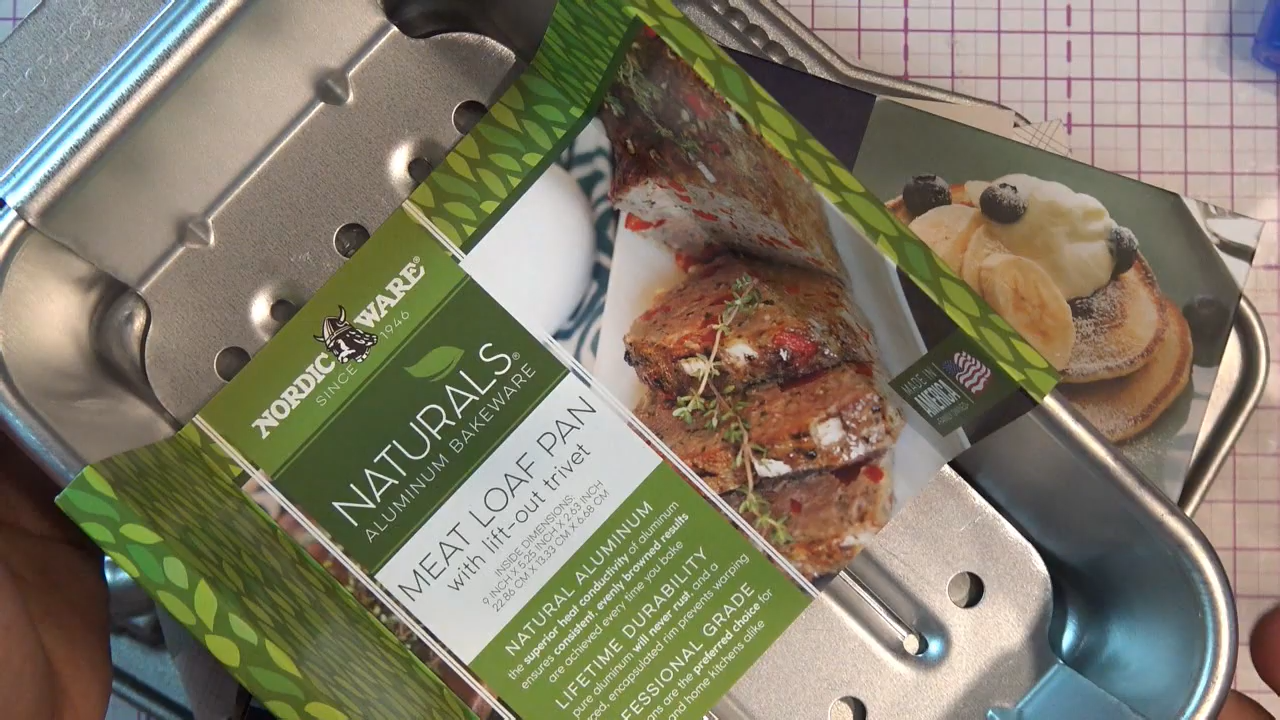 NORDIC WARE®
SINCE 1946
NATURALS®
ALUMINUM BAKEWARE
MEAT LOAF PAN
with lift-out trivet
INSIDE DIMENSIONS:
9 INCH X 5.25 INCH X 2.63 INCH
22.86 CM X 13.33 CM X 6.68 CM
NATURAL ALUMINUM
the superior heat conductivity of aluminum
ensures consistent, evenly browned results
are achieved every time you bake
LIFETIME DURABILITY
pure aluminum will never rust, and a
encapsulated rim prevents warping
GRADE
are the preferred choice for
and home kitchens alike
MADE IN
AMERICA